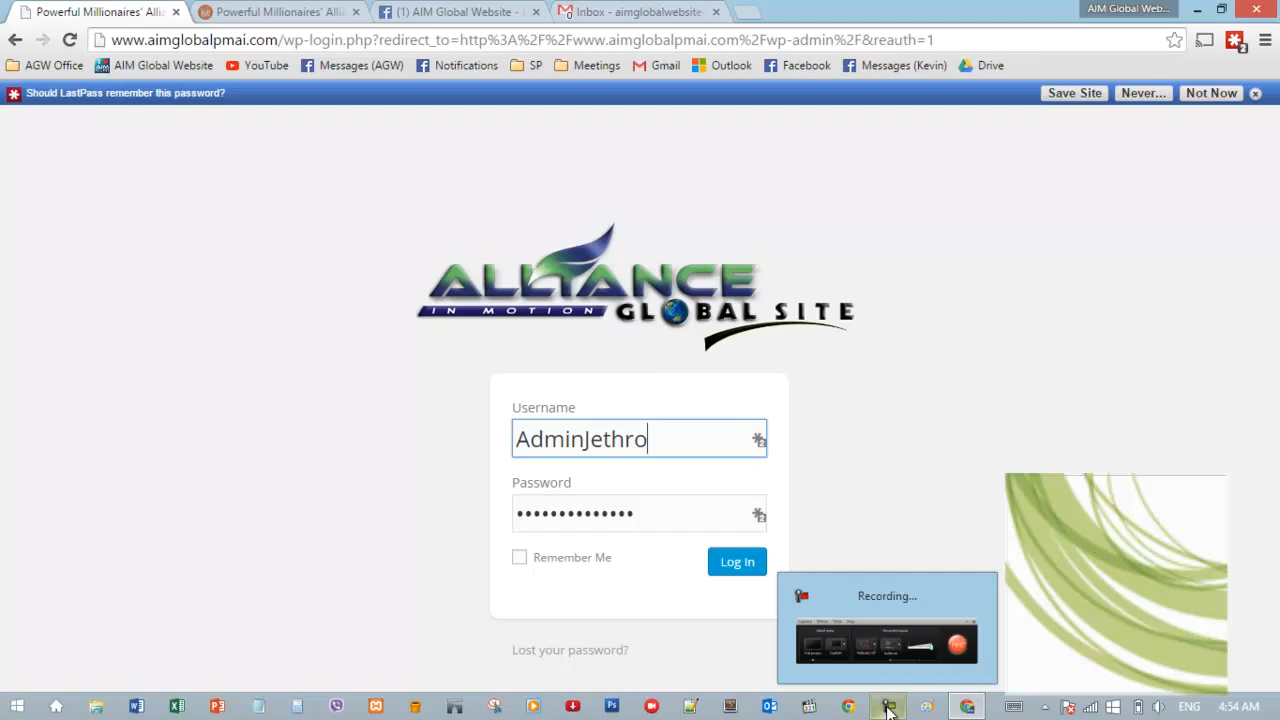 Powerful Millionaires' Alli
Powerful Millionaires' Alli
(1) AIM Global Website - I
Inbox - aimglobalwebsite
AIM Global Web...
www.aimglobalpmai.com/wp-login.php?redirect_to=http%3A%2F%2Fwww.aimglobalpmai.com%2Fwp-admin%2F&reauth=1
AGW Office
AIM Global Website
YouTube
Messages (AGW)
Notifications
SP
Meetings
Gmail
Outlook
Facebook
Messages (Kevin)
Drive
Should LastPass remember this password?
Save Site
Never...
Not Now
ALLIANCE
IN MOTION
GLOBAL SITE
Username
AdminJethro
Password
Remember Me
Log In
Recording...
Lost your password?
ENG
4:54 AM